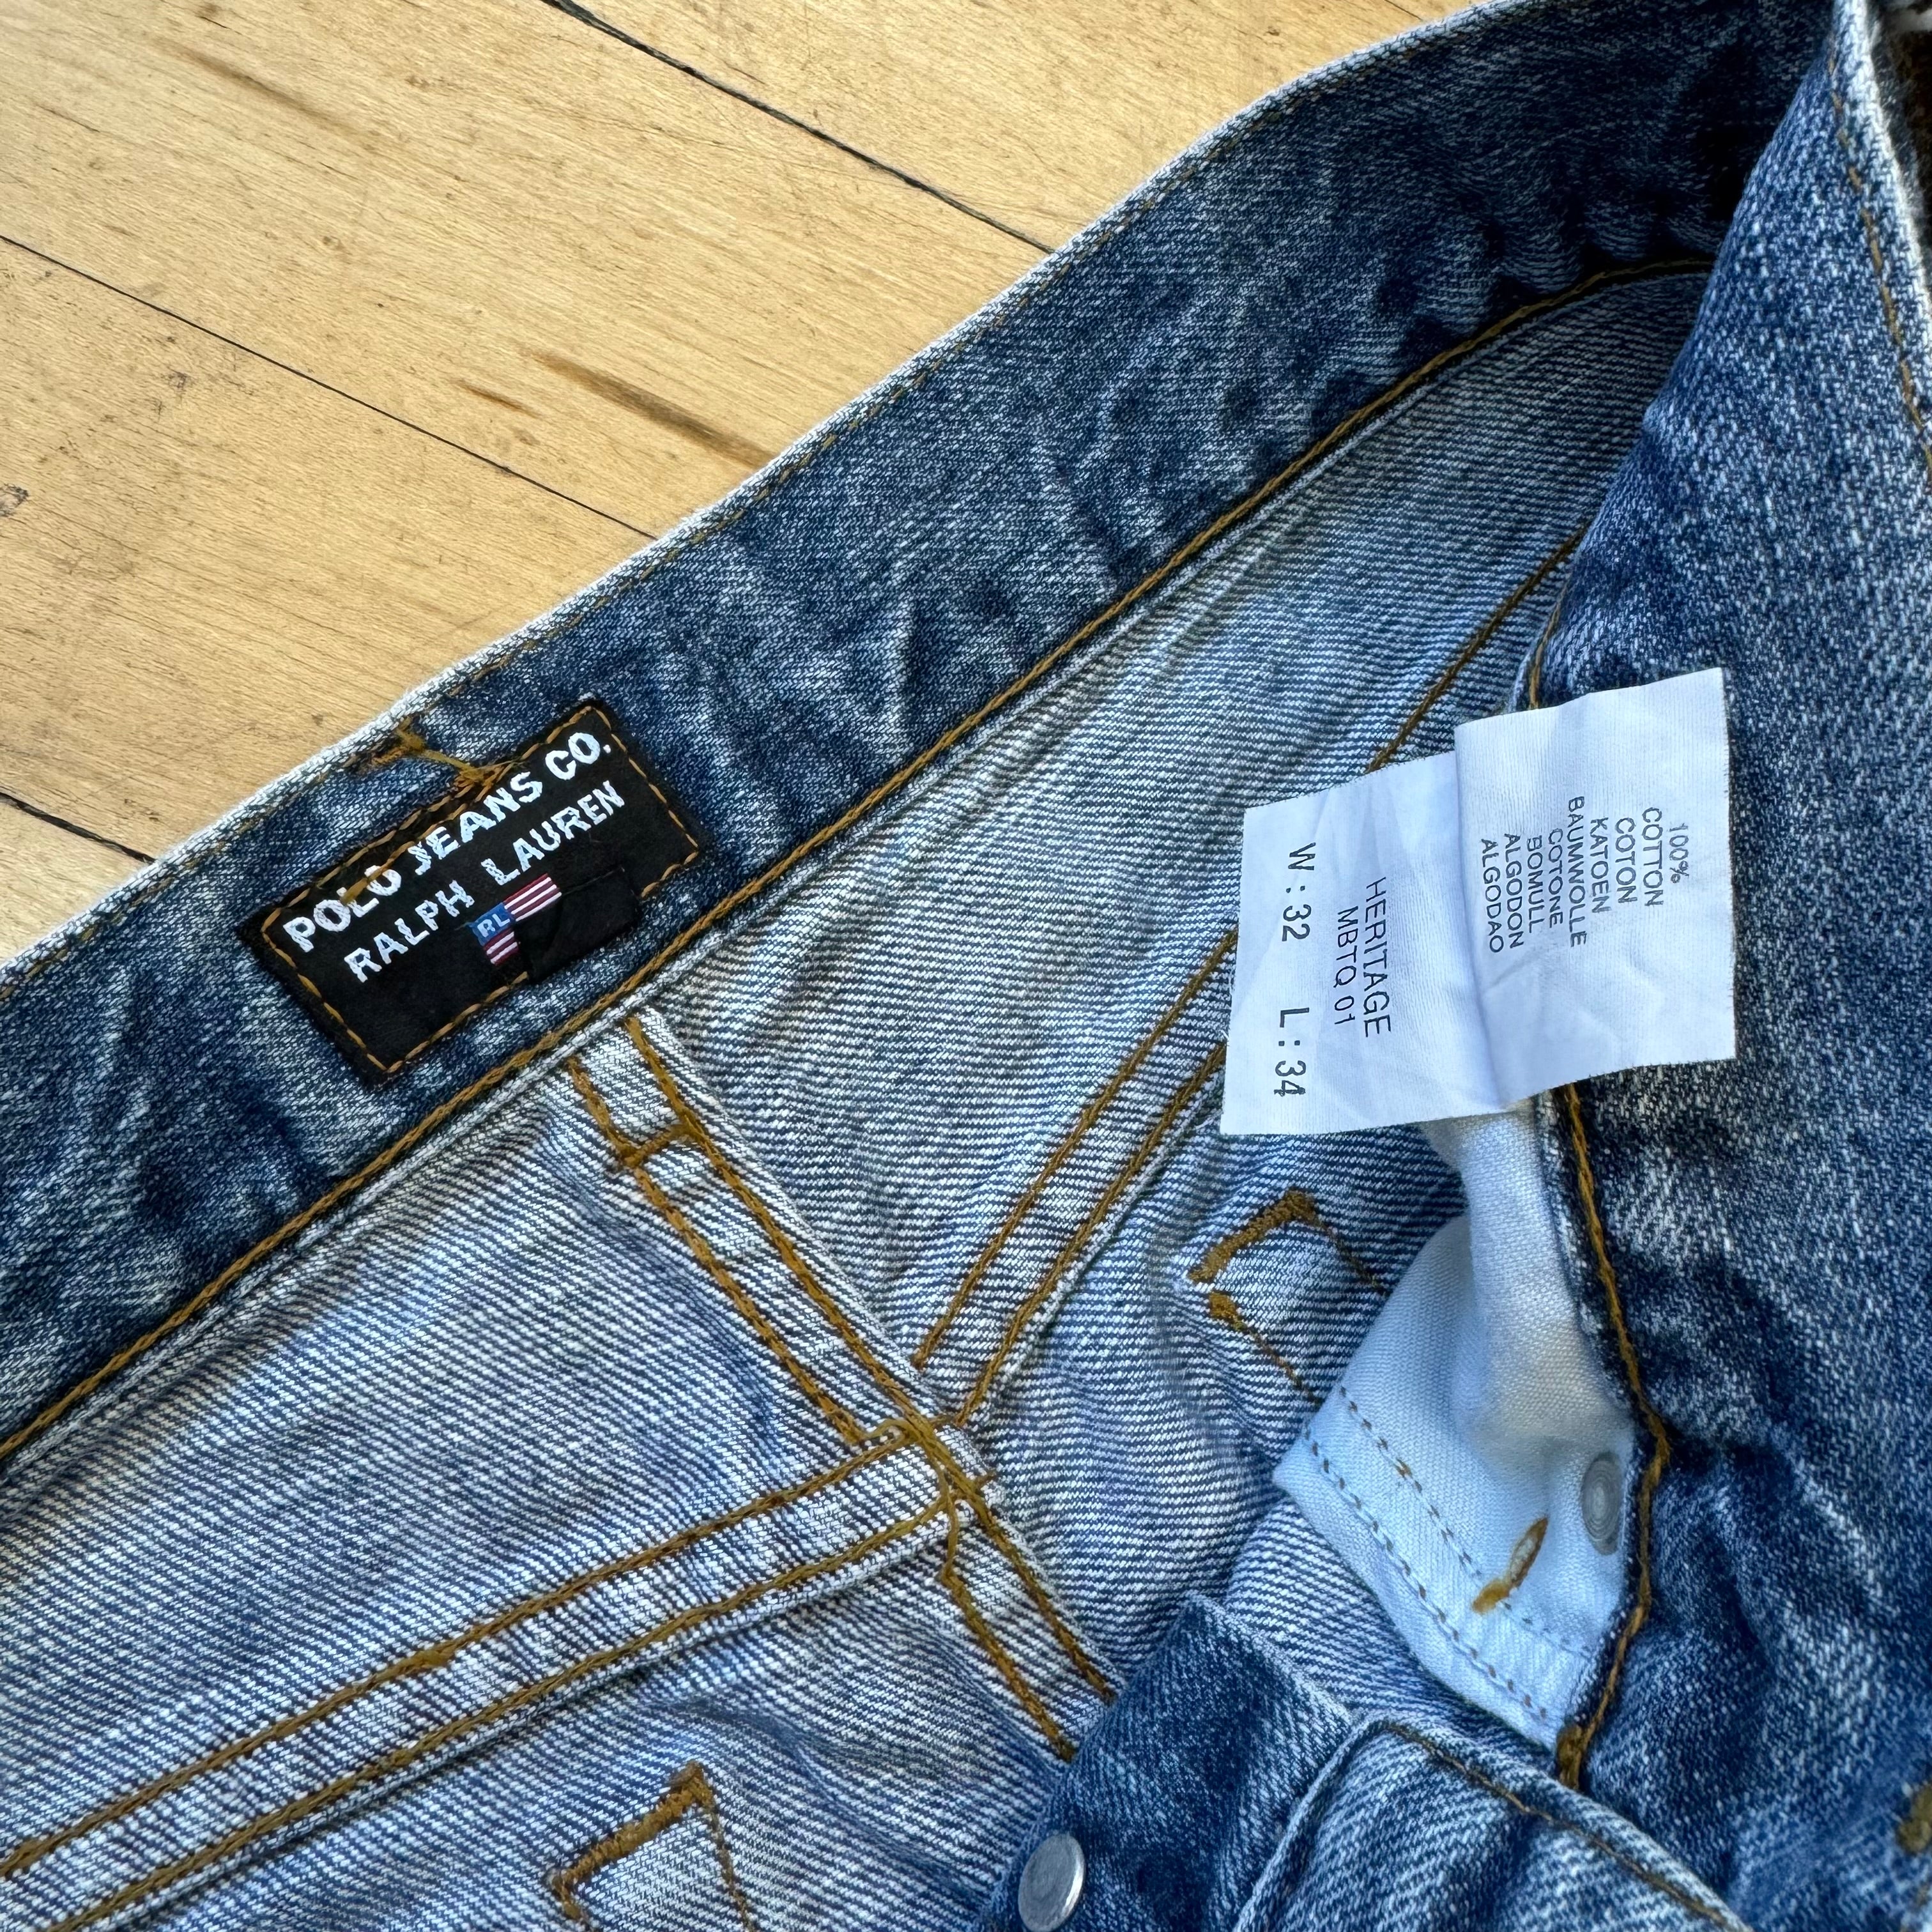 POLO JEANS CO.
RALPH LAUREN
RL
100%
COTTON
COTON
KATOEN
BAUMWOLLE
COTONE
BOMULL
ALGODON
ALGODAO
HERITAGE
MBTQ 01
W:32 L:34